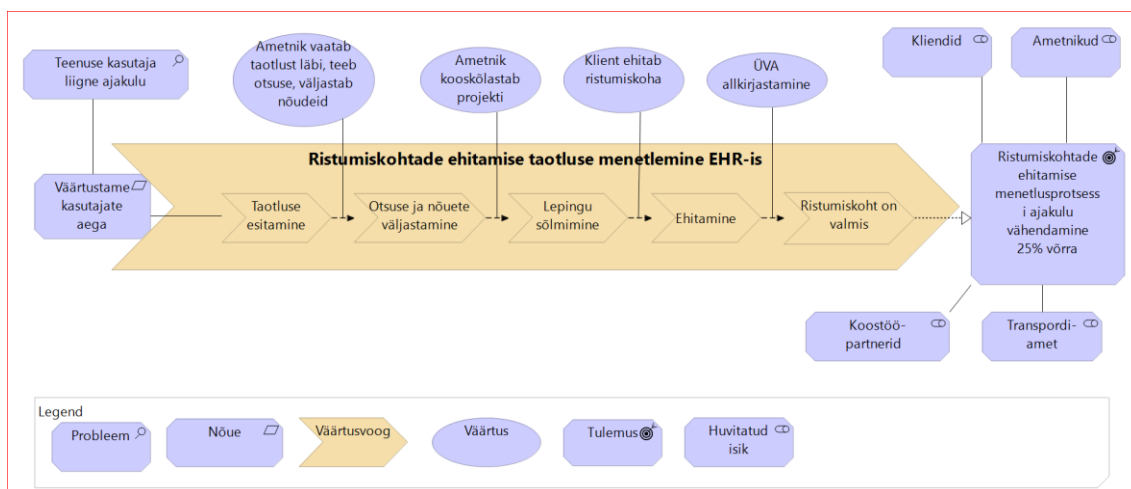 Teenuse kasutaja
liigne ajakulu
Ametnik vaatab
taotlust läbi, teeb
otsuse, väljastab
nõudeid
Ametnik
kooskõlastab
projekti
Klient ehitab
ristumiskoha
ÜVA
allkirjastamine
Kliendid
Ametnikud
Ristumiskohtade ehitamise taotluse menetlemine EHR-is
Väärtustame
kasutajate
aega
Taotluse
esitamine
Otsuse ja nõuete
väljastamine
Lepingu
sõlmimine
Ehitamine
Ristumiskoht on
valmis
Ristumiskohtade
ehitamise
menetlusprotsess
i ajakulu
vähendamine
25% võrra
Koostöö-
partnerid
Transpordi-
amet
Legend
Probleem
Nõue
Väärtusvoog
Väärtus
Tulemus
Huvitatud
isik